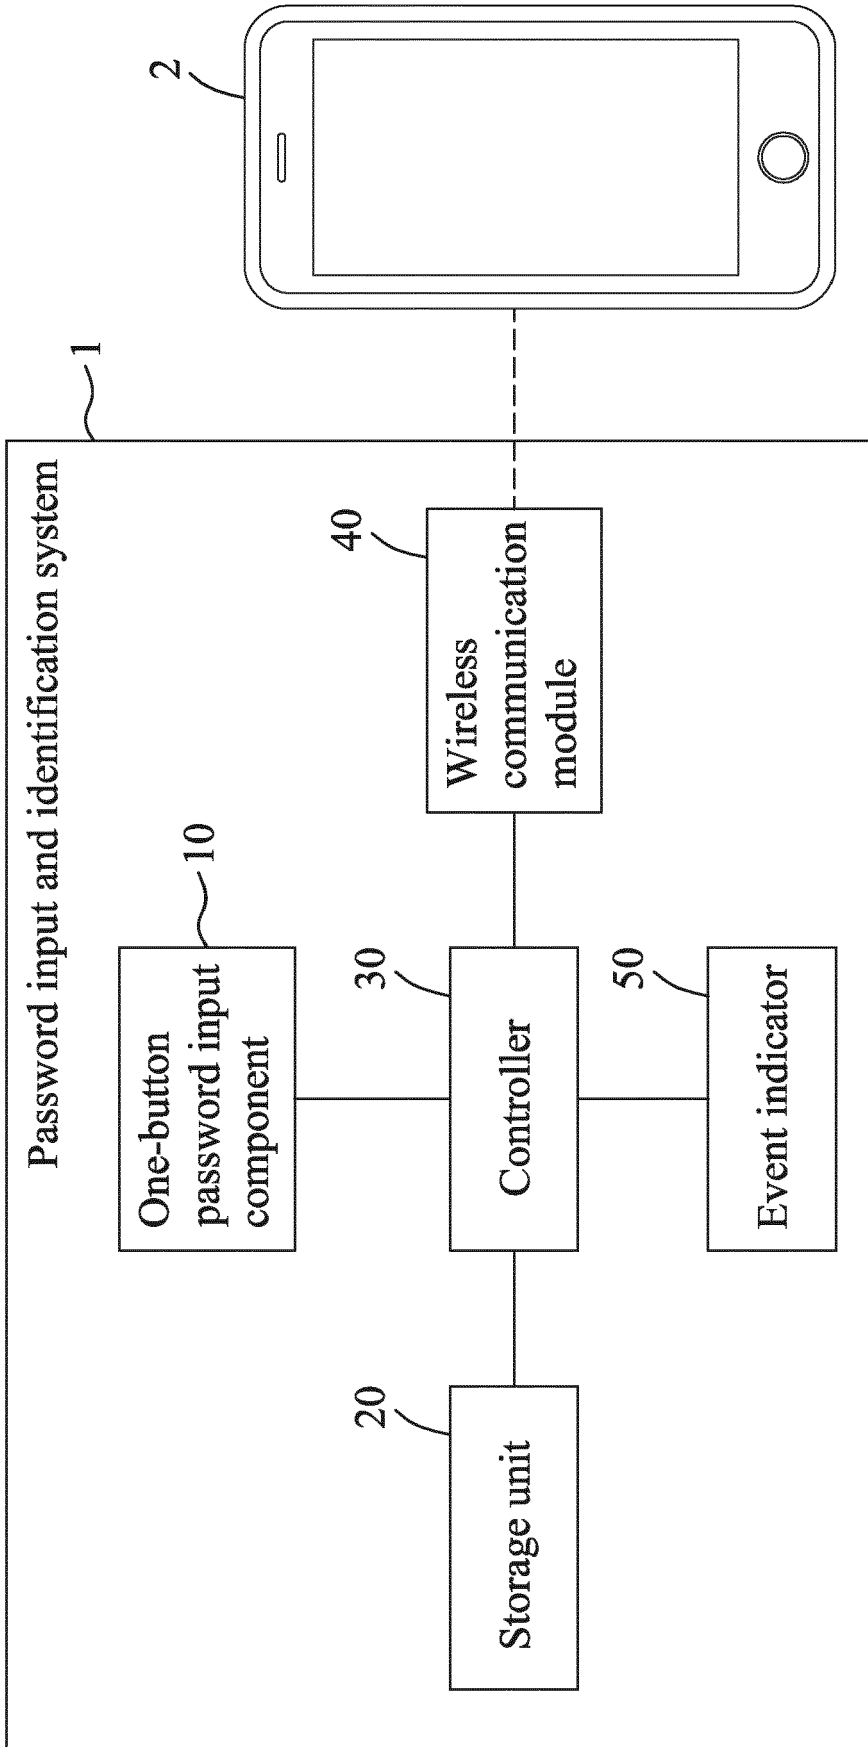 Password input and identification system
1
2
One-button
password input
component
10
Storage unit
20
Controller
30
Wireless
communication
module
40
Event indicator
50